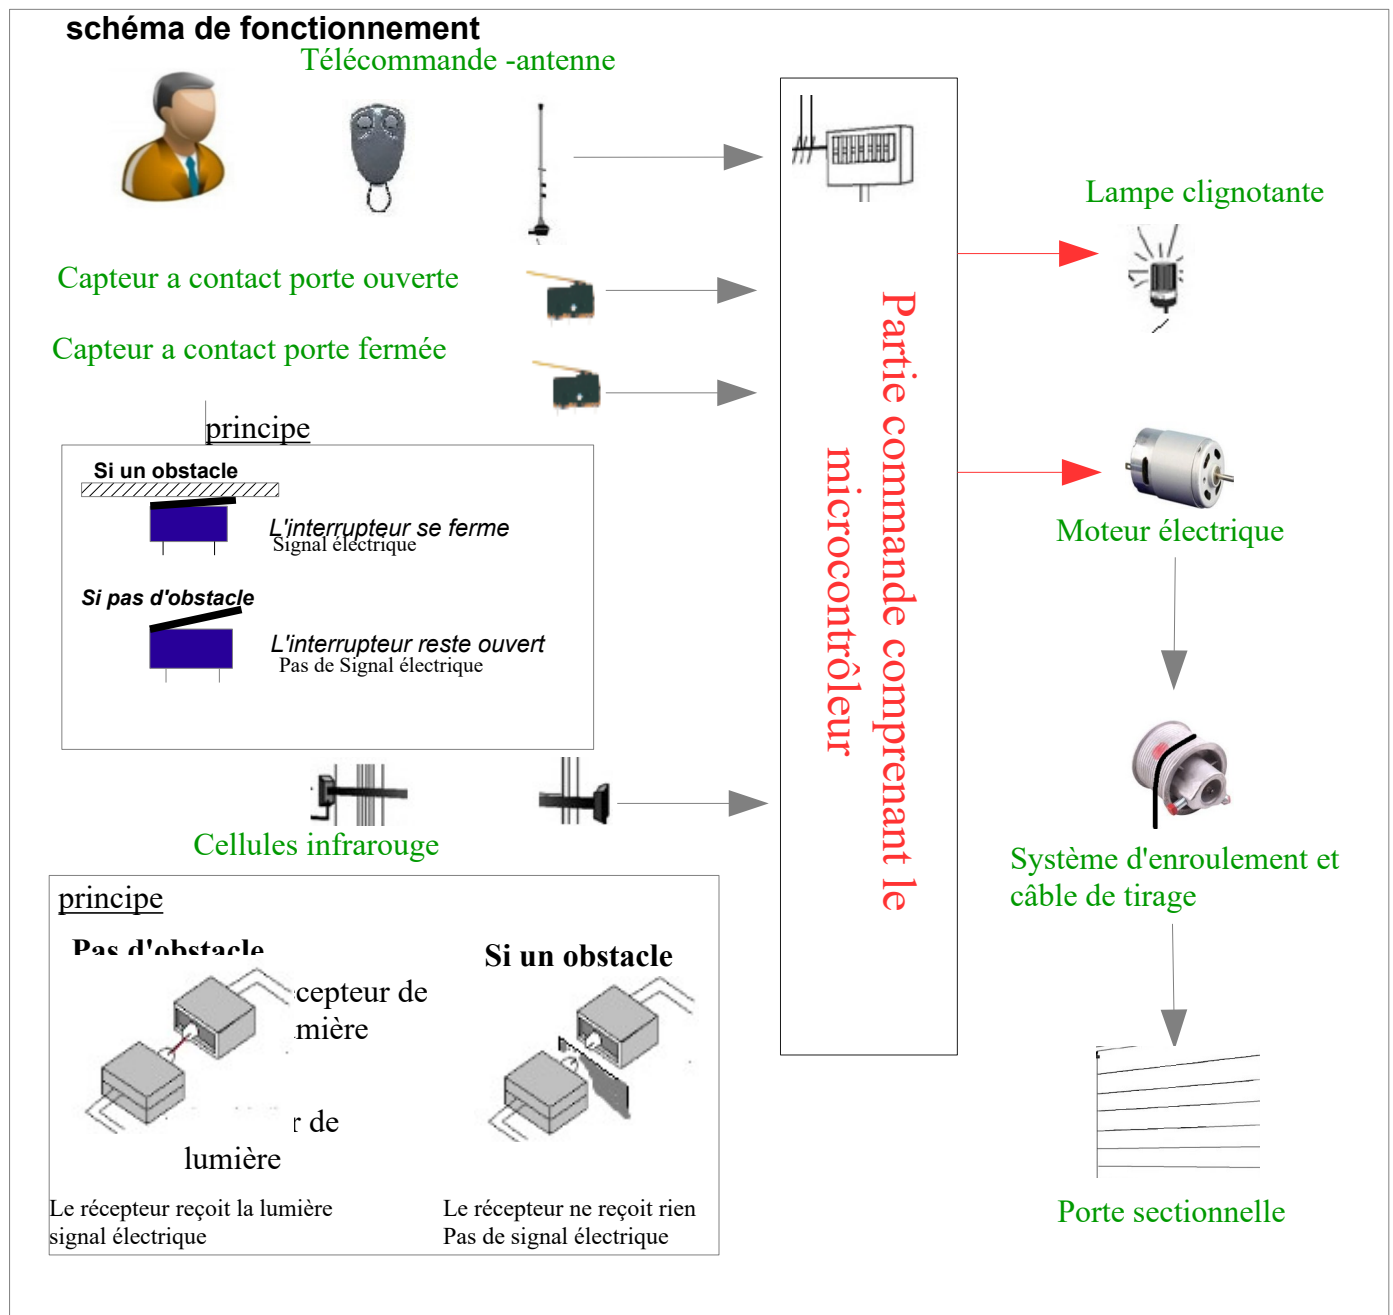 schéma de fonctionnement
Télécommande -antenne
Capteur a contact porte ouverte
Capteur a contact porte fermée
principe
Si un obstacle
L'interrupteur se ferme
Signal électrique
Si pas d'obstacle
L'interrupteur reste ouvert
Pas de Signal électrique
Cellules infrarouge
principe
Pas d'obstacle
cepteur de
mière
r de
lumière
Le récepteur reçoit la lumière
signal électrique
Si un obstacle
Le récepteur ne reçoit rien
Pas de signal électrique
Partie commande comprenant le
microcontrôleur
Lampe clignotante
Moteur électrique
Système d'enroulement et
câble de tirage
Porte sectionnelle